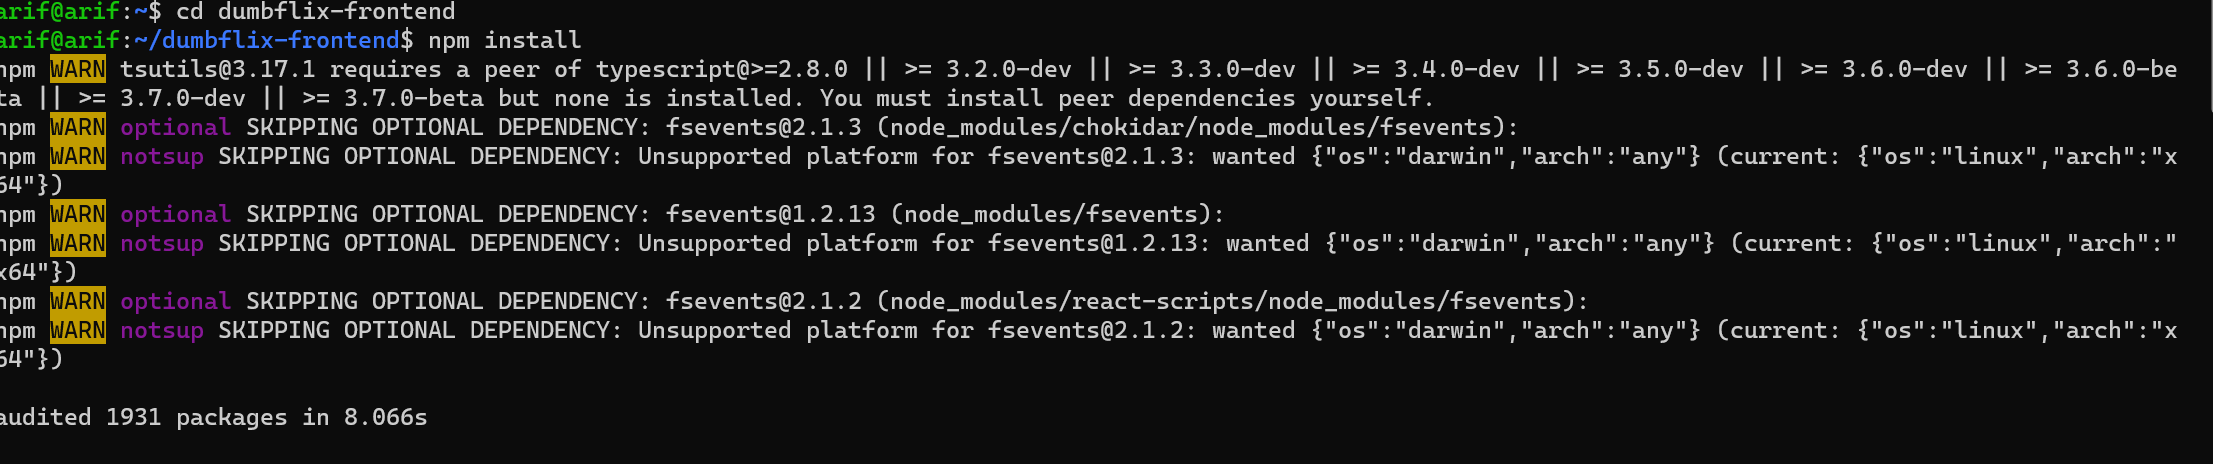 arif@arif:~$ cd dumbflix-frontend
arif@arif:~/dumbflix-frontend$ npm install
npm WARN tsutils@3.17.1 requires a peer of typescript@>=2.8.0 || >= 3.2.0-dev || >= 3.3.0-dev || >= 3.4.0-dev || >= 3.5.0-dev || >= 3.6.0-dev || >= 3.6.0-be
ta || >= 3.7.0-dev || >= 3.7.0-beta but none is installed. You must install peer dependencies yourself.
npm WARN optional SKIPPING OPTIONAL DEPENDENCY: fsevents@2.1.3 (node_modules/chokidar/node_modules/fsevents):
npm WARN notsup SKIPPING OPTIONAL DEPENDENCY: Unsupported platform for fsevents@2.1.3: wanted {"os":"darwin","arch":"any"} (current: {"os":"linux","arch":"x
64"})
npm WARN optional SKIPPING OPTIONAL DEPENDENCY: fsevents@1.2.13 (node_modules/fsevents):
npm WARN notsup SKIPPING OPTIONAL DEPENDENCY: Unsupported platform for fsevents@1.2.13: wanted {"os":"darwin","arch":"any"} (current: {"os":"linux","arch":"
x64"})
npm WARN optional SKIPPING OPTIONAL DEPENDENCY: fsevents@2.1.2 (node_modules/react-scripts/node_modules/fsevents):
npm WARN notsup SKIPPING OPTIONAL DEPENDENCY: Unsupported platform for fsevents@2.1.2: wanted {"os":"darwin","arch":"any"} (current: {"os":"linux","arch":"x
64"})
audited 1931 packages in 8.066s